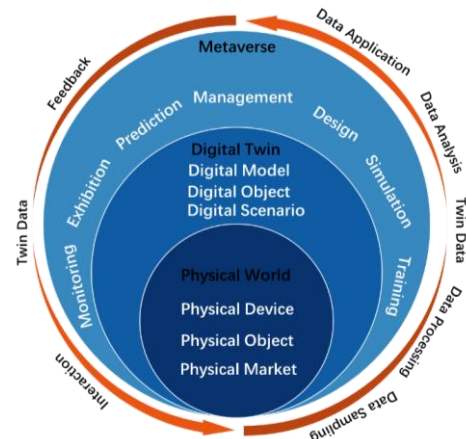 Metaverse
Monitoring
Exhibition
Prediction
Management
Design
Simulation
Training
Digital Twin
Digital Model
Digital Object
Digital Scenario
Physical World
Physical Device
Physical Object
Physical Market
Feedback
Twin Data
Interaction
Data Application
Data Analysis
Twin Data
Data Processing
Data Sampling